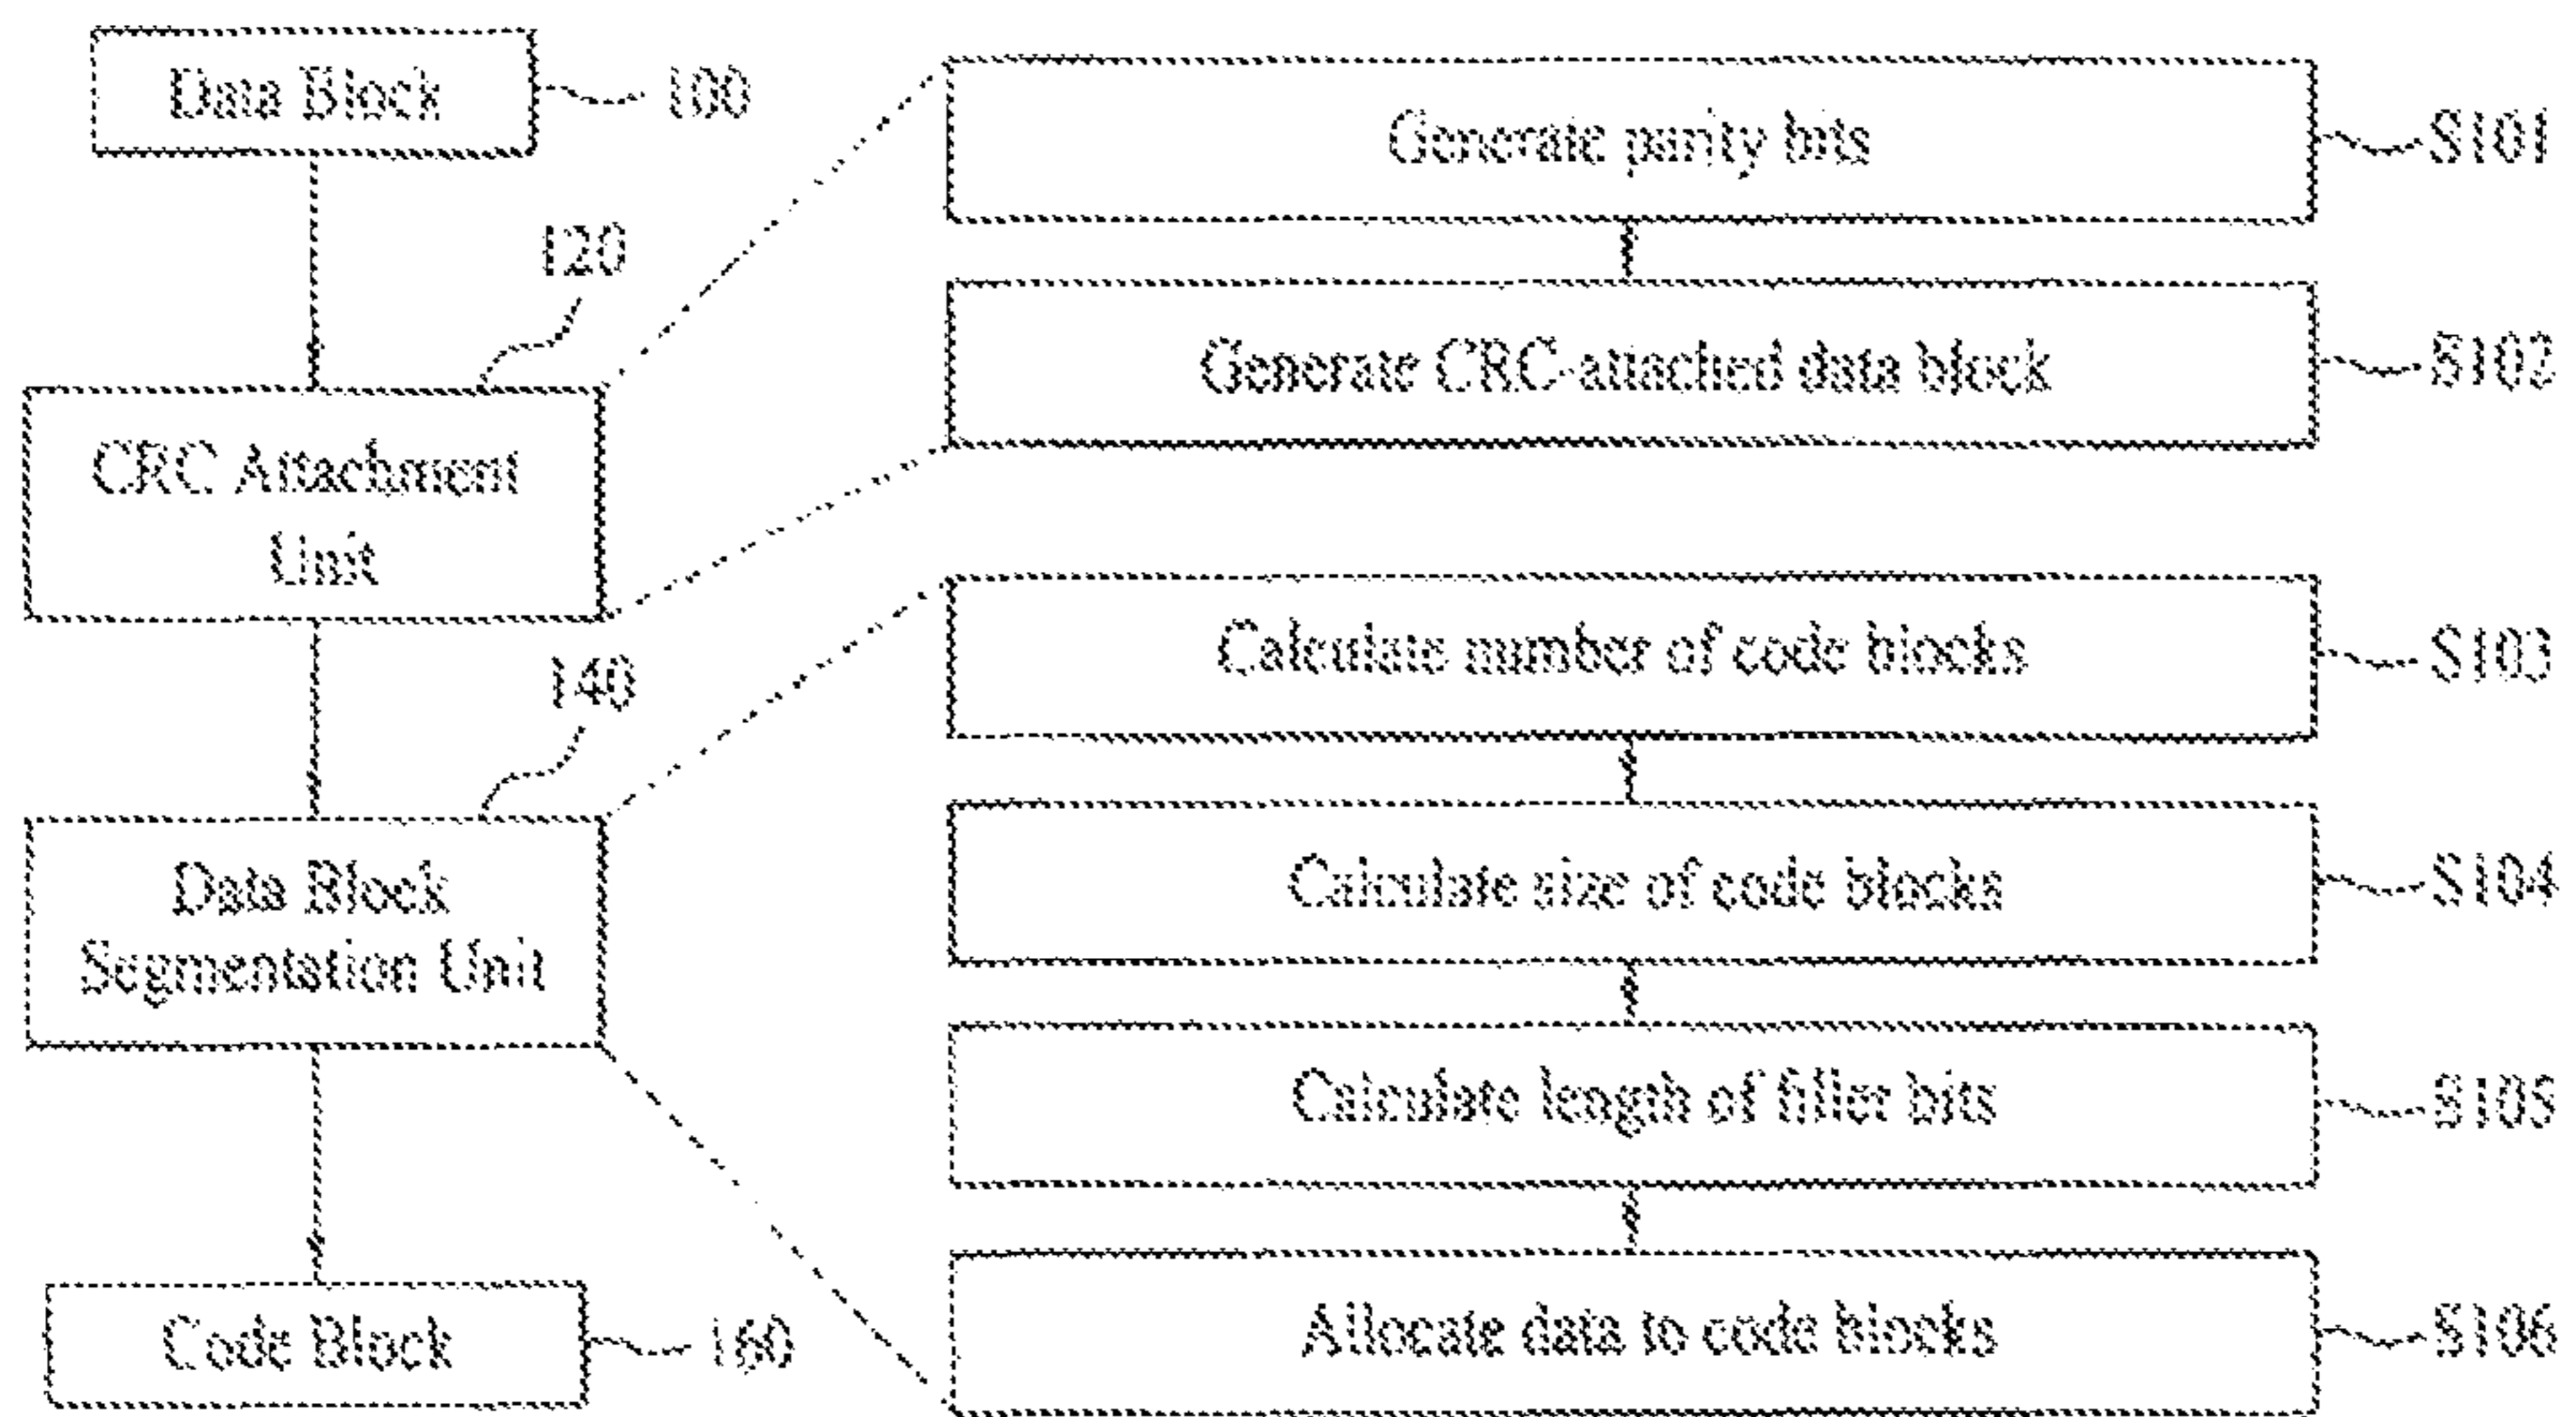 Data Block
100
120
CRC Attachment
Unit
140
Data Block
Segmentstion Unit
Code Block
160
Generate parity bits
S101
Generate CRC-attached data block
S102
Calculate number of code blocks
S103
Calculate size of code blocks
S104
Calculate length of filler bits
S105
Allocate data to code blocks
S106